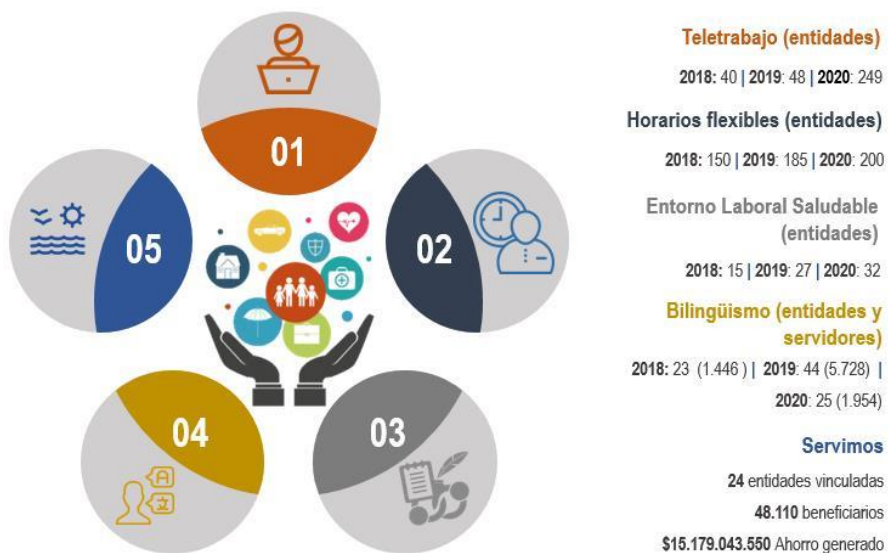 01
02
03
04
05
Teletrabajo (entidades)
2018: 40 | 2019: 48 | 2020: 249
Horarios flexibles (entidades)
2018: 150 | 2019: 185 | 2020: 200
Entorno Laboral Saludable
(entidades)
2018: 15 | 2019: 27 | 2020: 32
Bilingüismo (entidades y
servidores)
2018: 23 (1.446 ) | 2019: 44 (5.728) |
2020: 25 (1.954)
Servimos
24 entidades vinculadas
48.110 beneficiarios
$15.179.043.550 Ahorro generado